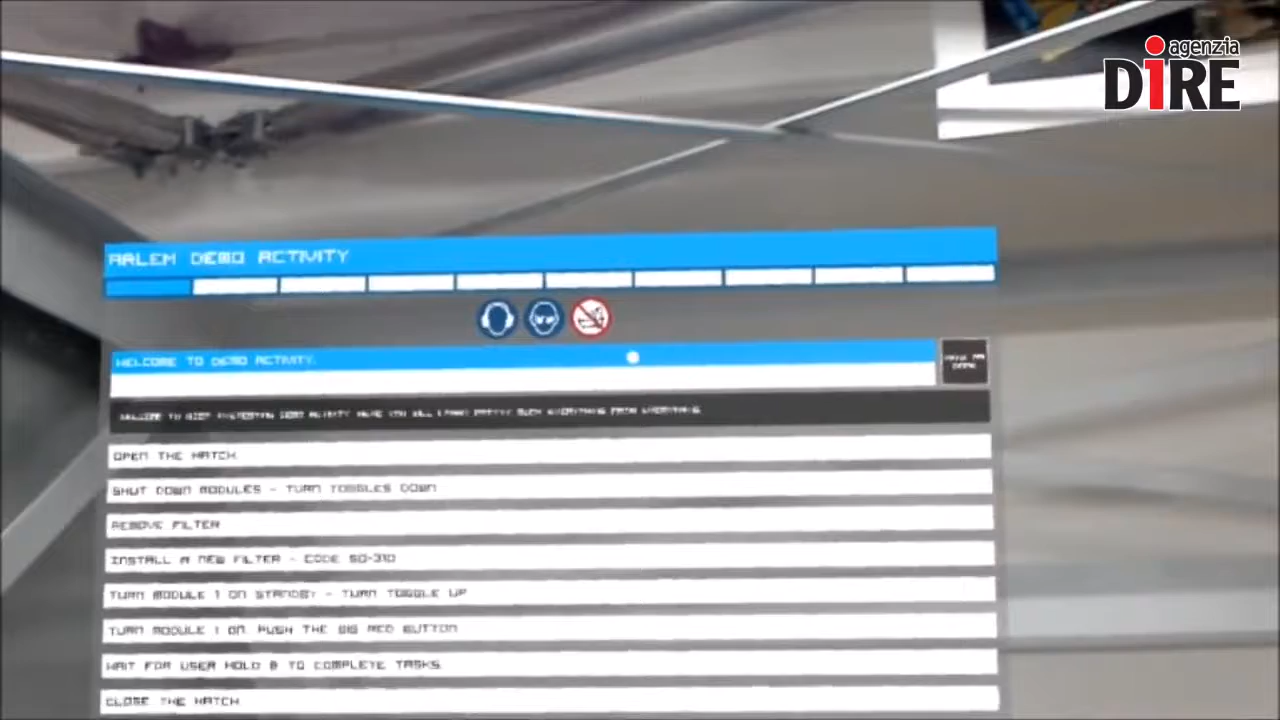 agenzia
DiRE
ARLEM DEMO ACTIVITY
WELCOME TO DEMO ACTIVITY.
OPEN THE HATCH
SHUT DOWN MODULES - TURN TOGGLES DOWN
REMOVE FILTER
INSTALL A NEW FILTER - CODE SO-310
TURN MODULE 1 ON STANDBY - TURN TOGGLE UP
TURN MODULE 1 ON. PUSH THE BIG RED BUTTON
WAIT FOR USER HOLD B TO COMPLETE TASKS.
CLOSE THE HATCH